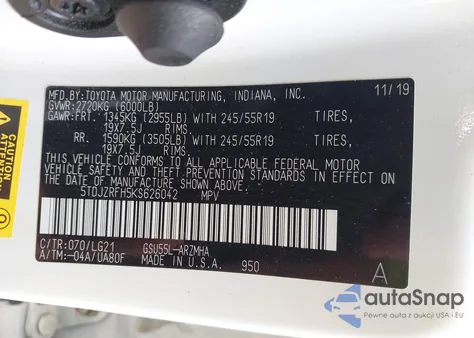 MFD.BY:TOYOTA MOTOR MANUFACTURING, INDIANA, INC. 11/19
GVWR:2720KG (6000LB)
GAWR:FRT. 1345KG (2955LB) WITH 245/55R19 TIRES,
19X7.5J RIMS.
RR. 1590KG (3505LB) WITH 245/55R19 TIRES,
19X7.5J RIMS.
THIS VEHICLE CONFORMS TO ALL APPLICABLE FEDERAL MOTOR
VEHICLE SAFETY STANDARDS IN EFFECT ON THE DATE OF
MANUFACTURE SHOWN ABOVE.
5TDJZRFH5KS626042 MPV
C/TR:070/LG21 GSU55L-ARZMHA
A/TM:-04A/UA80F MADE IN U.S.A. 950 A
CAUTION
autoSnap
Pewne auta z aukcji USA i EU